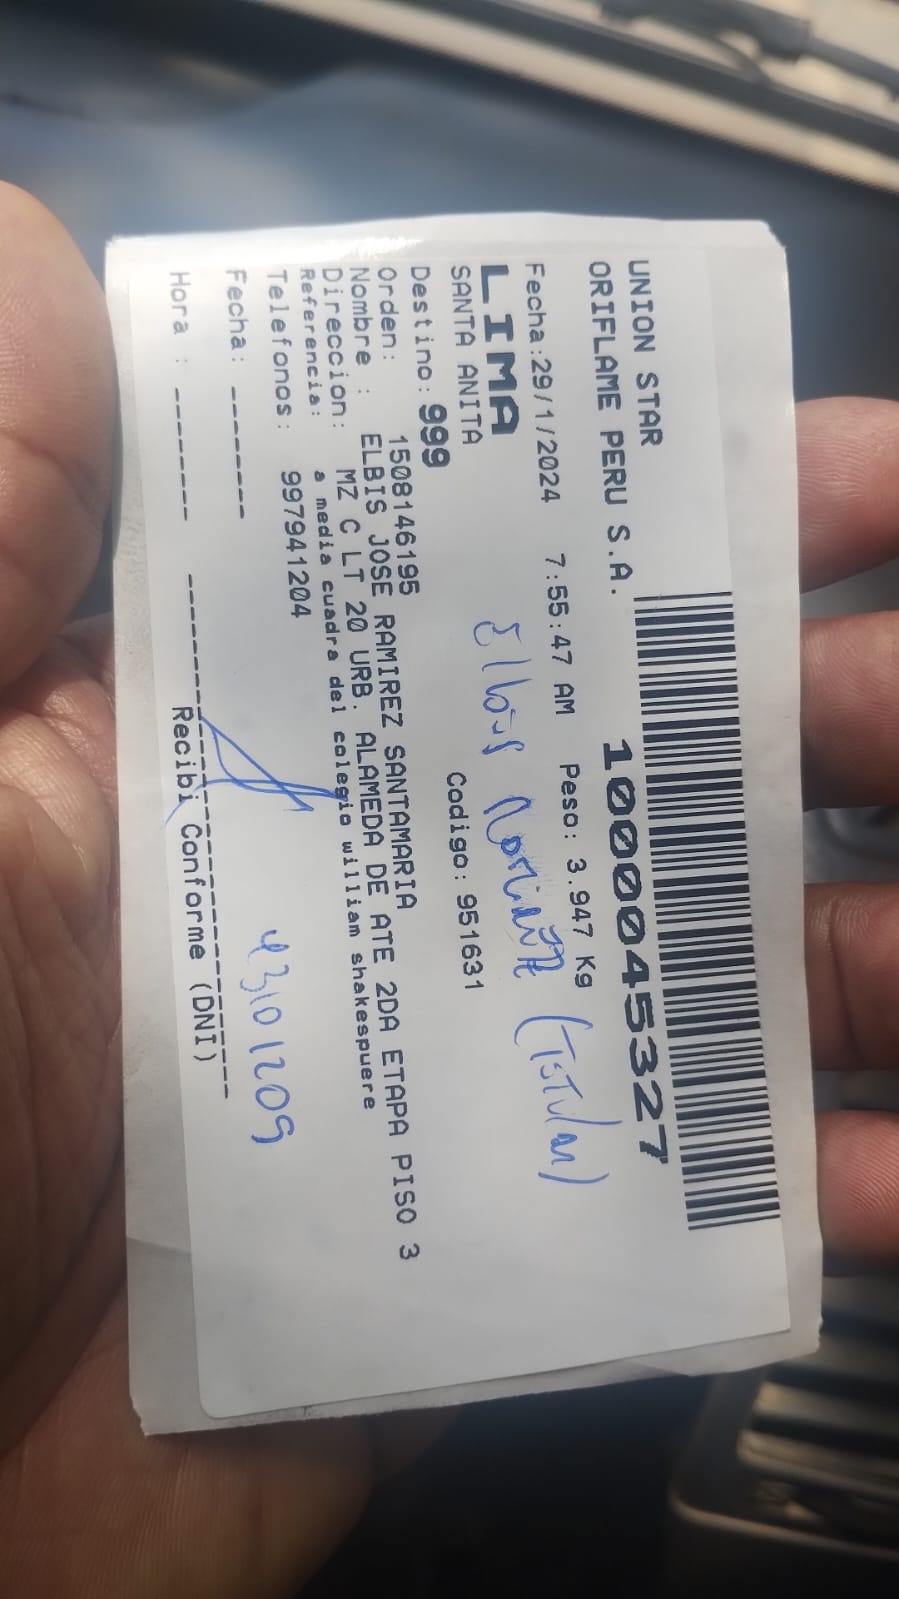 UNION STAR
ORIFLAME PERU S.A.
10000045327
Fecha:29/1/2024 7:55:47 AM Peso: 3.947 Kg
LIMA
SANTA ANITA Codigo: 951631
(Titular)
Destino: 999
Orden: 1508146195
Nombre : ELBIS JOSE RAMIREZ SANTAMARIA
Direccion: MZ C LT 20 URB. ALAMEDA DE ATE 2DA ETAPA PISO 3
Referencia: a media cuadra del colegio william shakespuere
Telefonos: 997941204
Fecha: ------
43101209
Hora : -------
Recibi Conforme (DNI)